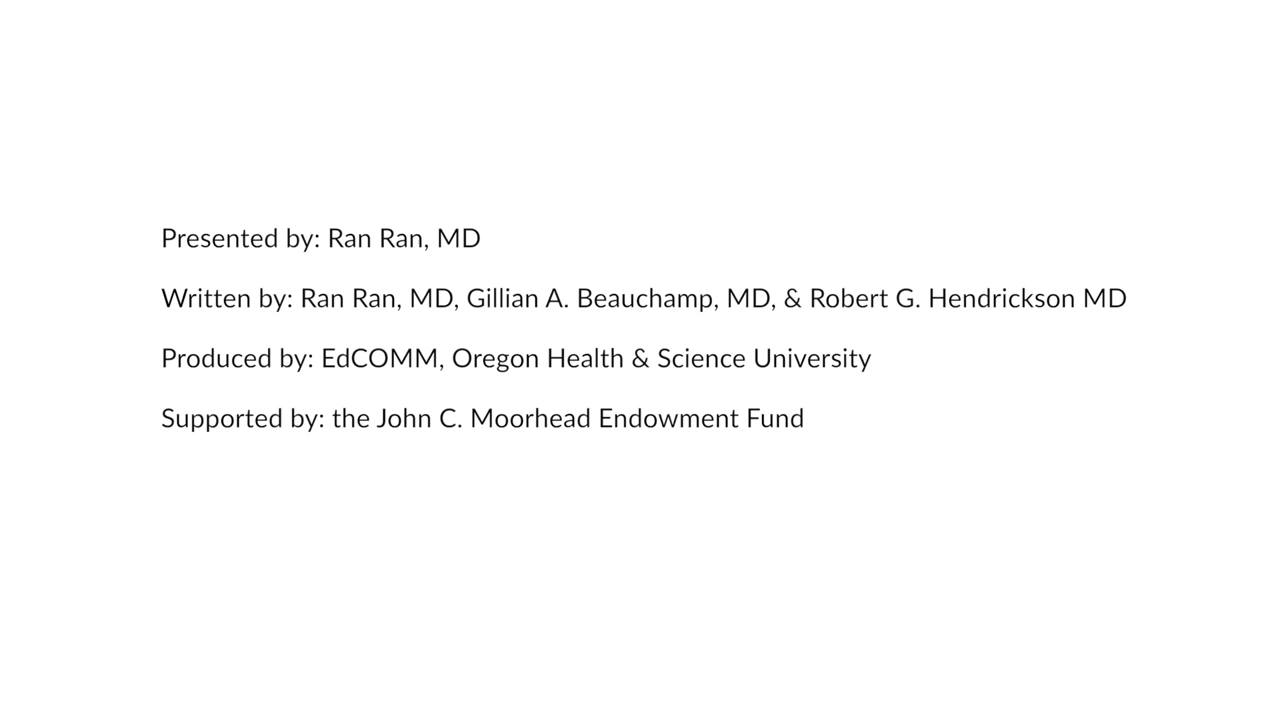 Presented by: Ran Ran, MD
Written by: Ran Ran, MD, Gillian A. Beauchamp, MD, & Robert G. Hendrickson MD
Produced by: EdCOMM, Oregon Health & Science University
Supported by: the John C. Moorhead Endowment Fund